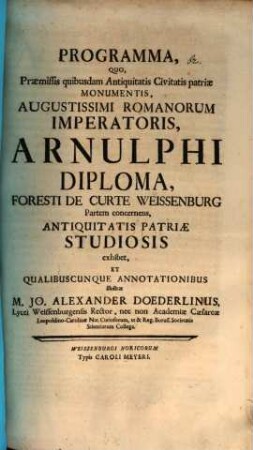 PROGRAMMA,
QUO,
Præmissis quibusdam Antiquitatis Civitatis patriæ
MONUMENTIS,
AUGUSTISSIMI ROMANORUM
IMPERATORIS,
ARNULPHI
DIPLOMA,
FORESTI DE CURTE WEISSENBURG
Partem concernens,
ANTIQUITATIS PATRIÆ
STUDIOSIS
exhibet,
ET
QUALIBUSCUNQUE ANNOTATIONIBUS
illustrat
M. JO. ALEXANDER DOEDERLINUS,
Lycei Weissenburgensis Rector, nec non Academiæ Cæsareæ
Leopoldino-Carolinæ Nat. Curiosorum, ut & Reg. Boruss. Societatis
Scientiarum Collega.
WEISSENBURGI NORICORUM
Typis CAROLI MEYERI.